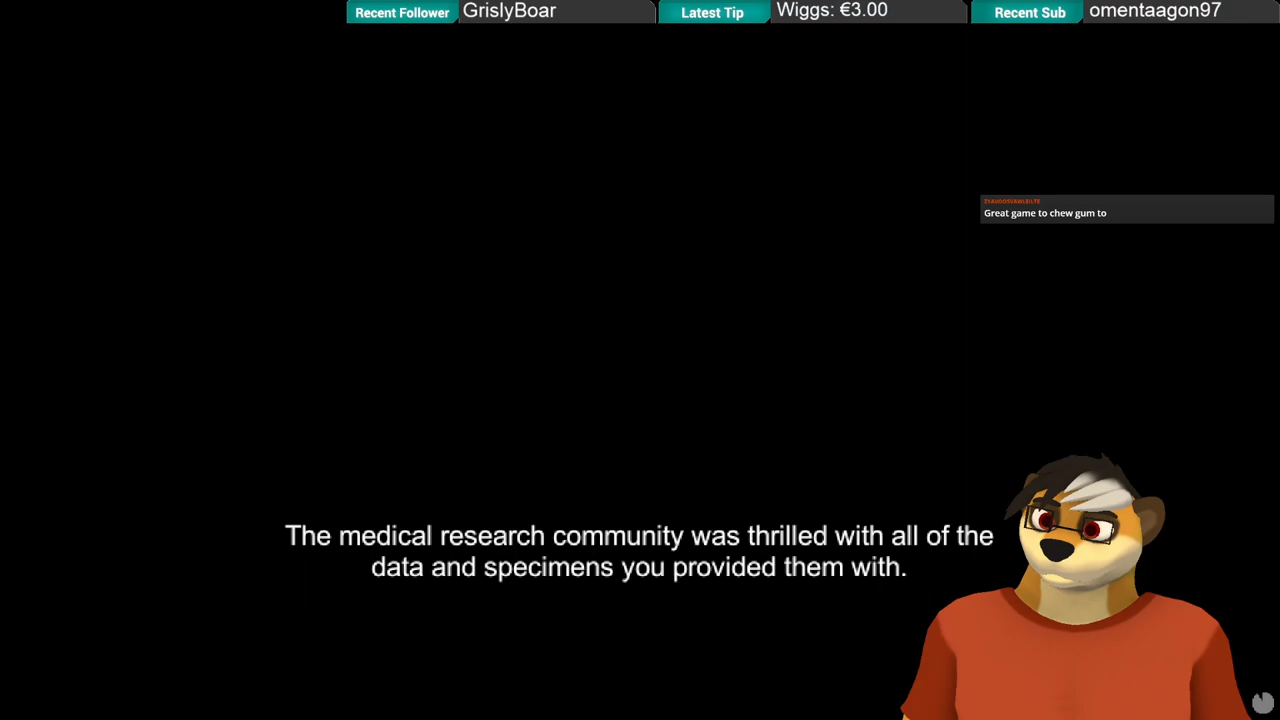 Recent Follower GrislyBoar Latest Tip Wiggs: €3.00 Recent Sub omentaagon97
Great game to chew gum to
The medical research community was thrilled with all of the
data and specimens you provided them with.